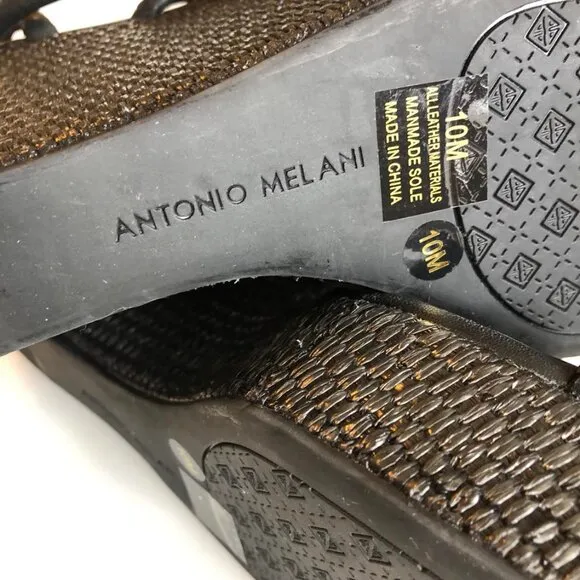 ANTONIO MELANI
10M
ALL LEATHER MATERIALS
MANMADE SOLE
MADE IN CHINA
10M